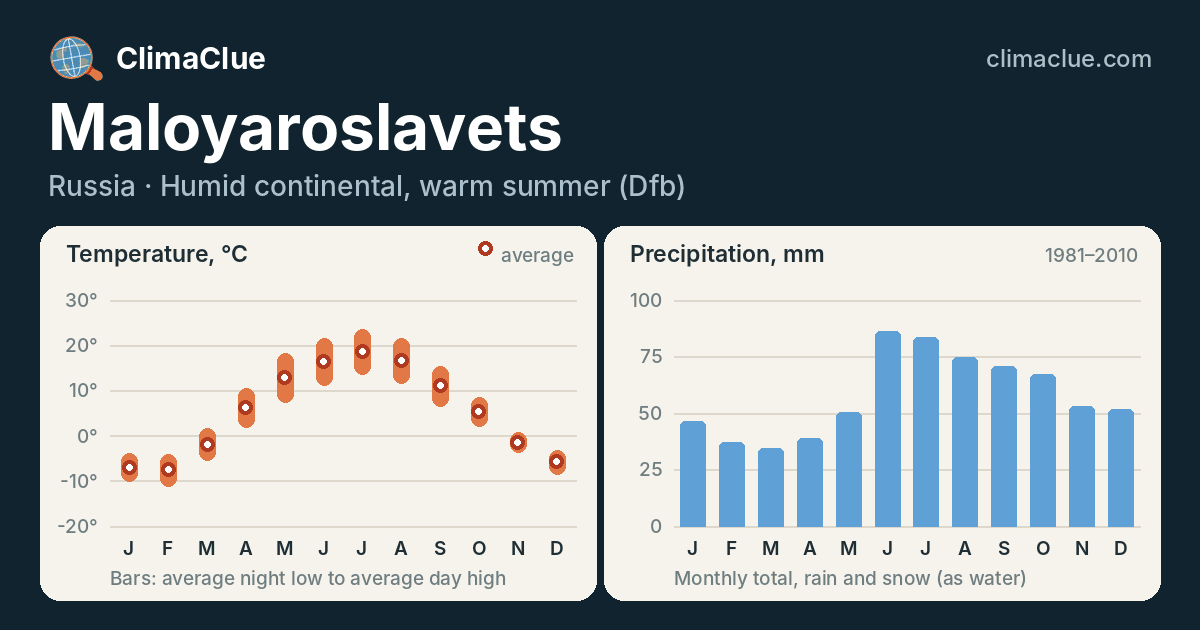 ClimaClue
climaclue.com
Maloyaroslavets
Russia · Humid continental, warm summer (Dfb)
Temperature, °C
average
30°
20°
10°
0°
-10°
-20°
J F M A M J J A S O N D
Bars: average night low to average day high
Precipitation, mm
1981–2010
100
75
50
25
0
J F M A M J J A S O N D
Monthly total, rain and snow (as water)